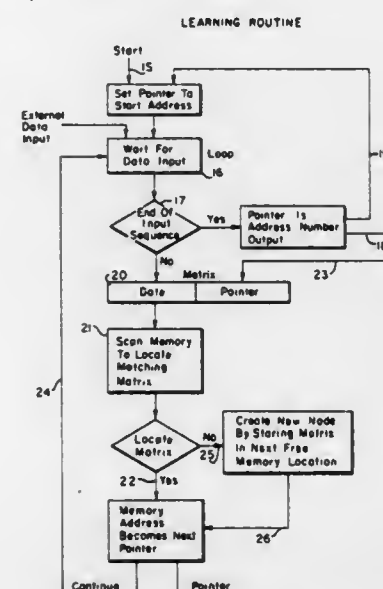 LEARNING ROUTINE
Start
15
Set Pointer To
Start Address
External
Data
Input
Wait For
Data Input
Loop
16
17
End Of
Input
Sequence
Yes
Pointer Is
Address Number
Output
18
No
23
20
Matrix
Date
Pointer
21
Scan Memory
To Locate
Matching
Matrix
24
Locate
Matrix
No
25
Create New Node
By Storing Matrix
In Next Free
Memory Location
22
Yes
26
Memory
Address
Becomes Next
Pointer
Continue
Pointer